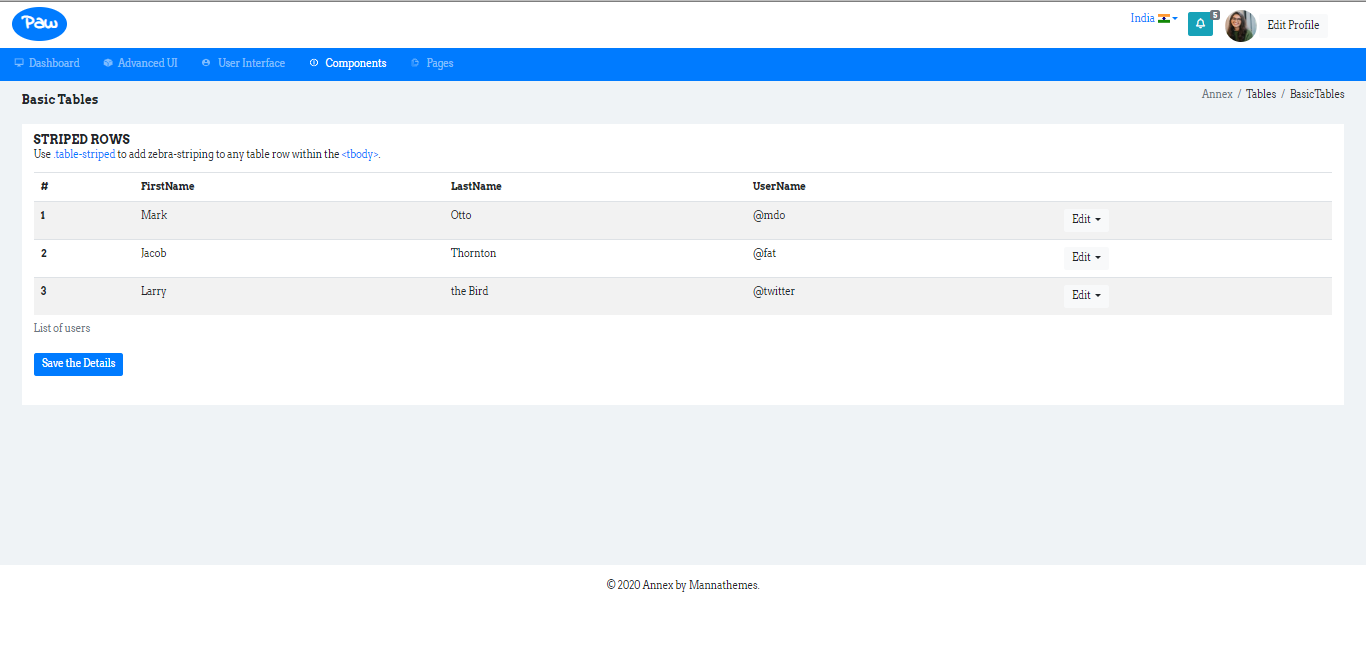 Paw
India
5
Edit Profile
Dashboard Advanced UI User Interface Components Pages
Basic Tables
Annex / Tables / BasicTables
STRIPED ROWS
Use .table-striped to add zebra-striping to any table row within the <tbody>.
# FirstName LastName UserName
1 Mark Otto @mdo Edit
2 Jacob Thornton @fat Edit
3 Larry the Bird @twitter Edit
List of users
Save the Details
© 2020 Annex by Mannathemes.